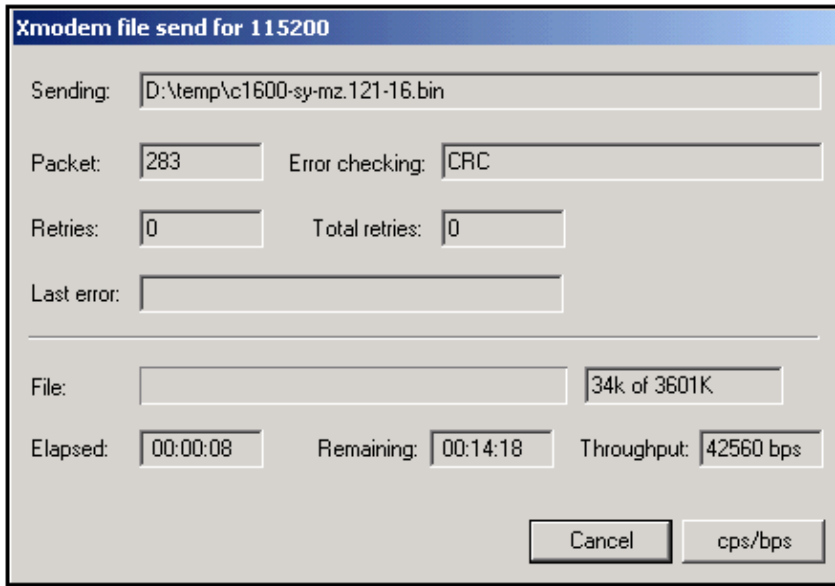 Xmodem file send for 115200
Sending: D:\temp\c1600-sy-mz.121-16.bin
Packet: 283 Error checking: CRC
Retries: 0 Total retries: 0
Last error:
File: 34k of 3601K
Elapsed: 00:00:08 Remaining: 00:14:18 Throughput: 42560 bps
Cancel cps/bps